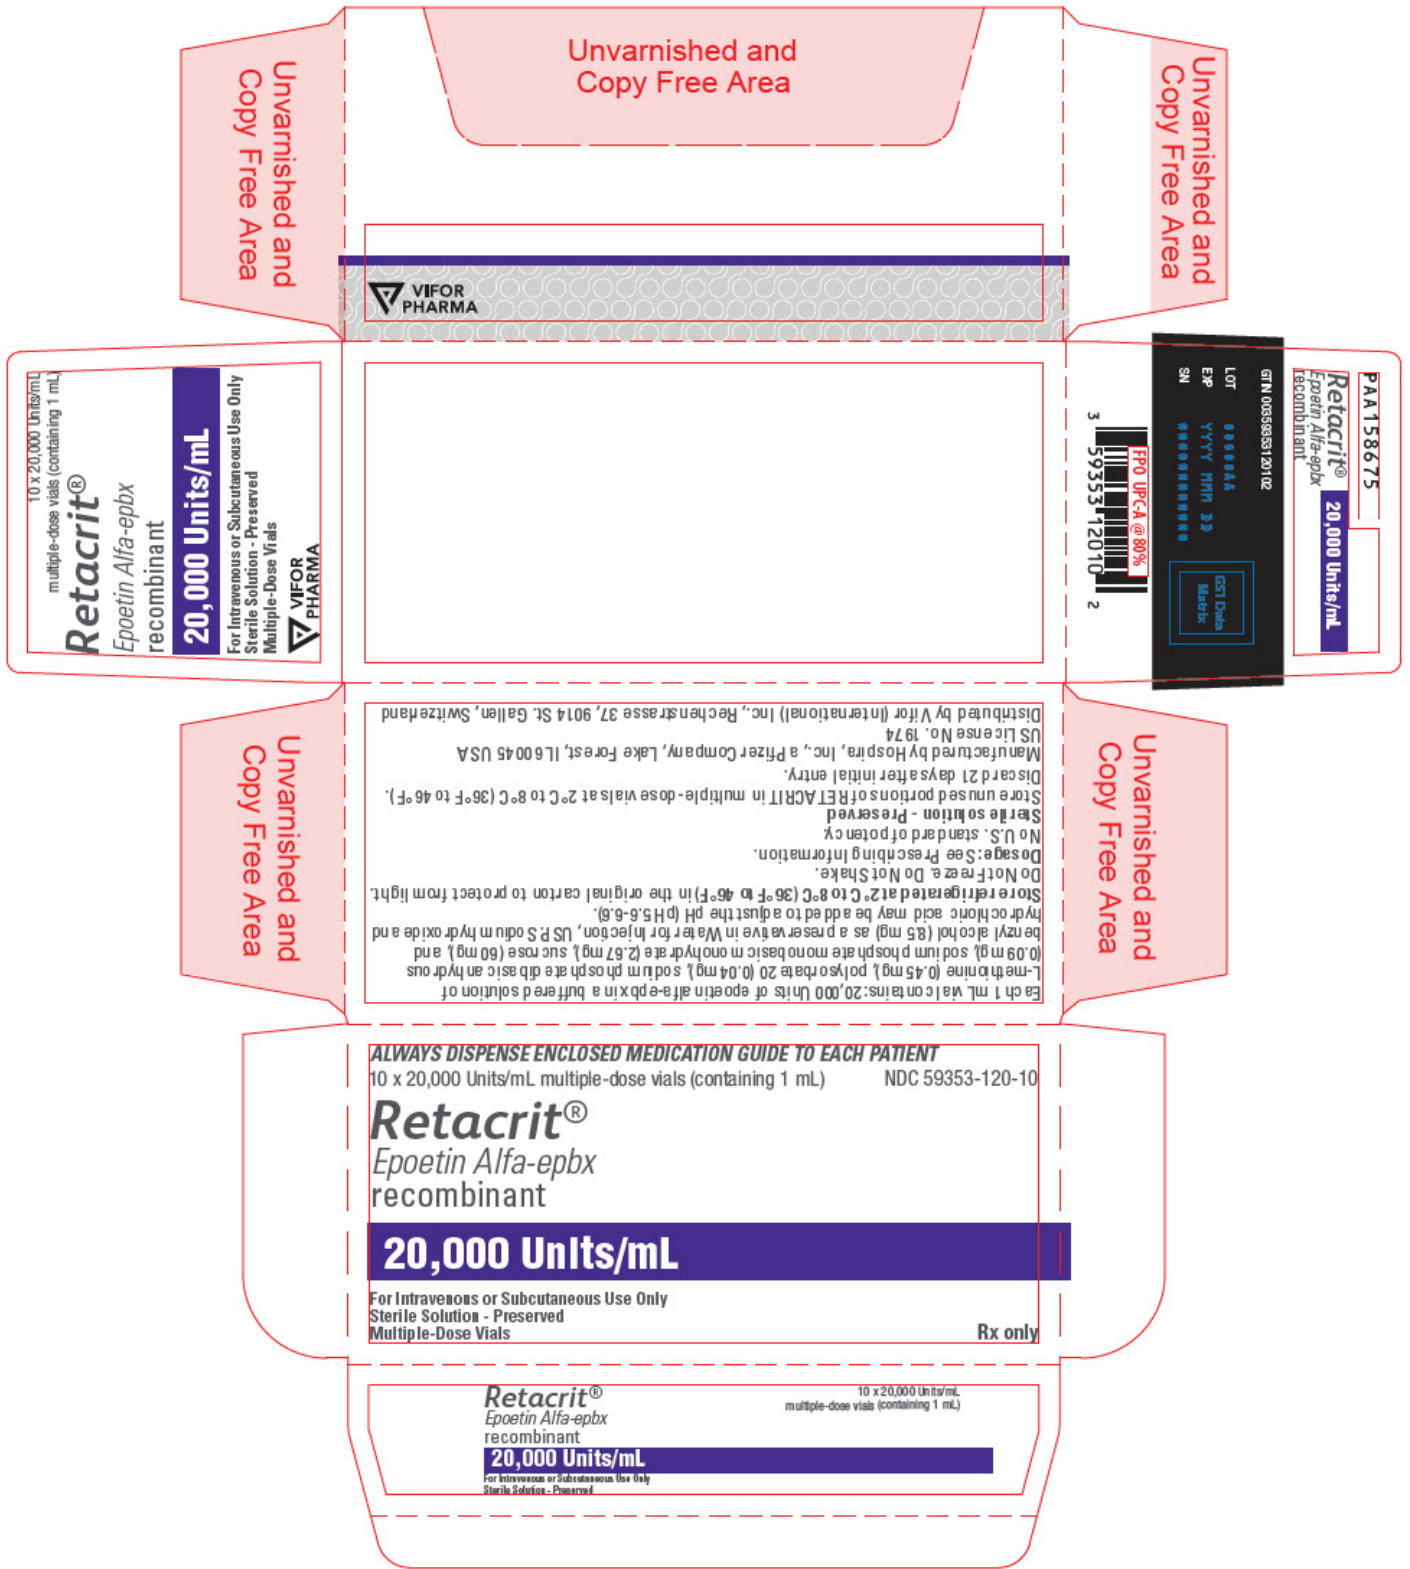 Unvarnished and
Copy Free Area
Unvarnished and
Copy Free Area
Unvarnished and
Copy Free Area
VIFOR
PHARMA
10 x 20,000 Units/mL
multiple-dose vials (containing 1 mL)
Retacrit®
Epoetin Alfa-epbx
recombinant
20,000 Units/mL
For Intravenous or Subcutaneous Use Only
Sterile Solution - Preserved
Multiple-Dose Vials
VIFOR
PHARMA
PAA158675
Retacrit®
Epoetin Alfa-epbx
recombinant
20,000 Units/mL
GTIN 00359353120102
LOT ######AA
EXP YYYY MMM DD
SN ############
GS1 Data
Matrix
FPO UPC-A @ 80%
3 59353 12010 2
Unvarnished and
Copy Free Area
Unvarnished and
Copy Free Area
Each 1 mL vial contains: 20,000 Units of epoetin alfa-epbx in a buffered solution of
L-methionine (0.45 mg), polysorbate 20 (0.04 mg), sodium phosphate dibasic anhydrous
(0.09 mg), sodium phosphate monobasic monohydrate (2.67 mg), sucrose (60 mg), and
benzyl alcohol (8.5 mg) as a preservative in Water for Injection, USP. Sodium hydroxide and
hydrochloric acid may be added to adjust the pH (pH 5.6-6.6).
Store refrigerated at 2°C to 8°C (36°F to 46°F) in the original carton to protect from light.
Do Not Freeze. Do Not Shake.
Dosage: See Prescribing Information.
No U.S. standard of potency.
Sterile solution - Preserved
Store unused portions of RETACRIT in multiple-dose vials at 2°C to 8°C (36°F to 46°F).
Discard 21 days after initial entry.
Manufactured by Hospira, Inc., a Pfizer Company, Lake Forest, IL 60045 USA
US License No. 1974
Distributed by Vifor (International) Inc., Rechenstrasse 37, 9014 St. Gallen, Switzerland
ALWAYS DISPENSE ENCLOSED MEDICATION GUIDE TO EACH PATIENT
10 x 20,000 Units/mL multiple-dose vials (containing 1 mL) NDC 59353-120-10
Retacrit®
Epoetin Alfa-epbx
recombinant
20,000 Units/mL
For Intravenous or Subcutaneous Use Only
Sterile Solution - Preserved
Multiple-Dose Vials Rx only
Retacrit® 10 x 20,000 Units/mL
Epoetin Alfa-epbx multiple-dose vials (containing 1 mL)
recombinant
20,000 Units/mL
For Intravenous or Subcutaneous Use Only
Sterile Solution - Preserved